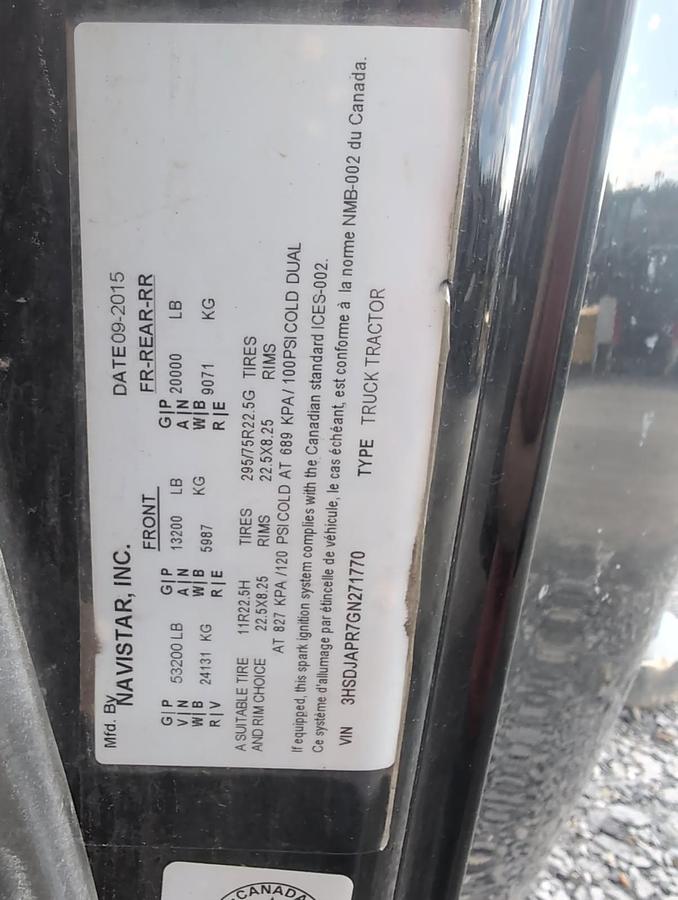 Mfd. By
NAVISTAR, INC. DATE 09-2015
FRONT FR-REAR-RR
G|P G|P G|P
V|N 53200 LB A|N 13200 LB A|N 20000 LB
W|B 24131 KG W|B 5987 KG W|B 9071 KG
R|V R|E R|E
A SUITABLE TIRE 11R22.5H TIRES 295/75R22.5G TIRES
AND RIM CHOICE 22.5X8.25 RIMS 22.5X8.25 RIMS
AT 827 KPA /120 PSI COLD AT 689 KPA/ 100PSI COLD DUAL
If equipped, this spark ignition system complies with the Canadian standard ICES-002.
Ce système d'allumage par étincelle de véhicule, le cas échéant, est conforme à la norme NMB-002 du Canada.
VIN 3HSDJAPR7GN271770 TYPE TRUCK TRACTOR
CANADA